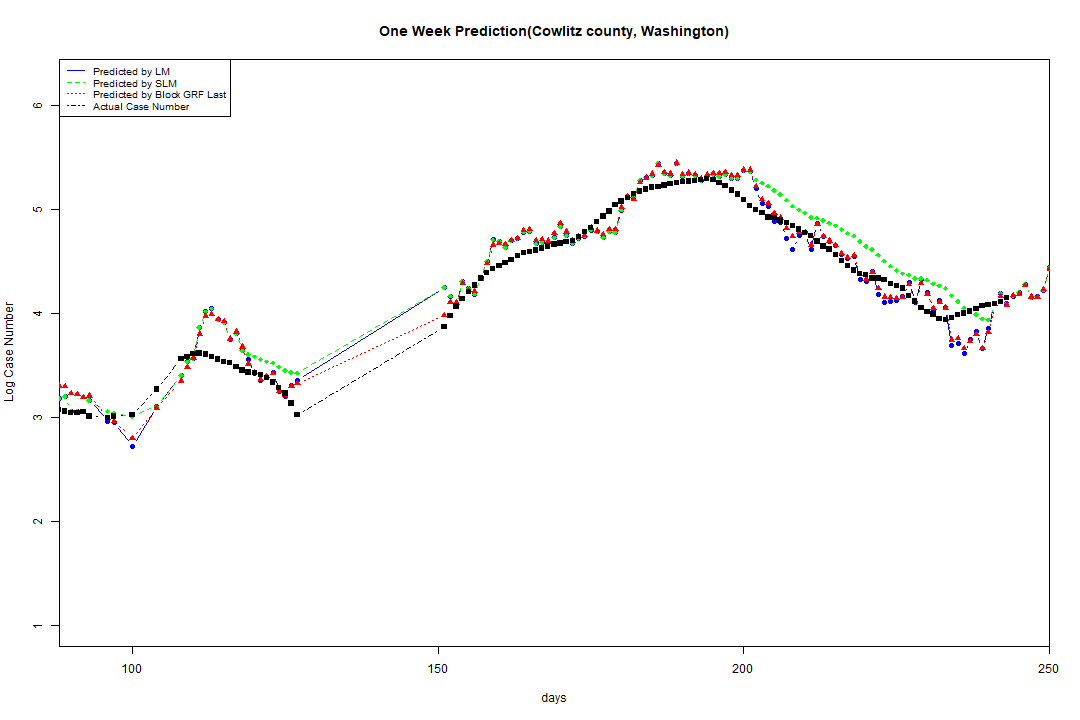 One Week Prediction(Cowlitz county, Washington)
Predicted by LM
Predicted by SLM
Predicted by Block GRF Last
Actual Case Number
Log Case Number
6
5
4
3
2
1
100 150 200 250
days